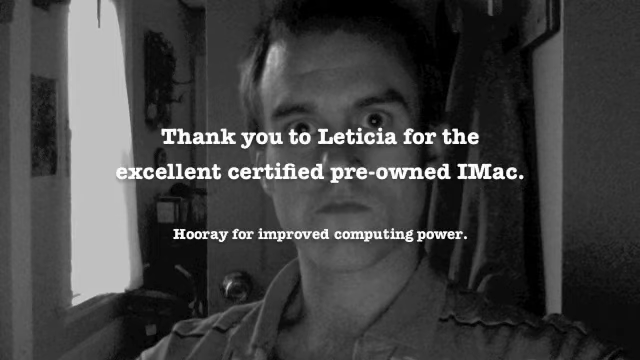 Thank you to Leticia for the
excellent certified pre-owned IMac.
Hooray for improved computing power.